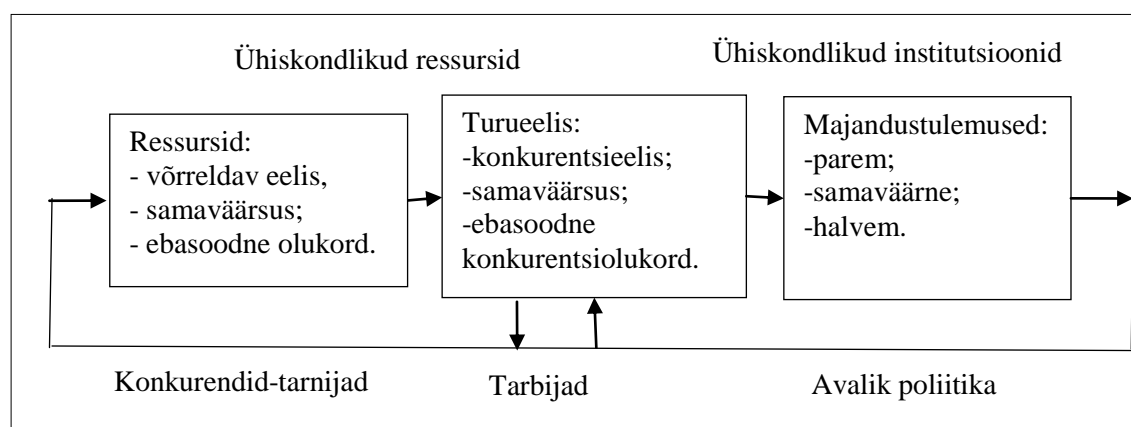 Ühiskondlikud ressursid
Ühiskondlikud institutsioonid
Ressursid:
- võrreldav eelis,
- samaväärsus;
- ebasoodne olukord.
Turueelis:
-konkurentsieelis;
-samaväärsus;
-ebasoodne
konkurentsiolukord.
Majandustulemused:
-parem;
-samaväärne;
-halvem.
Konkurendid-tarnijad
Tarbijad
Avalik poliitika